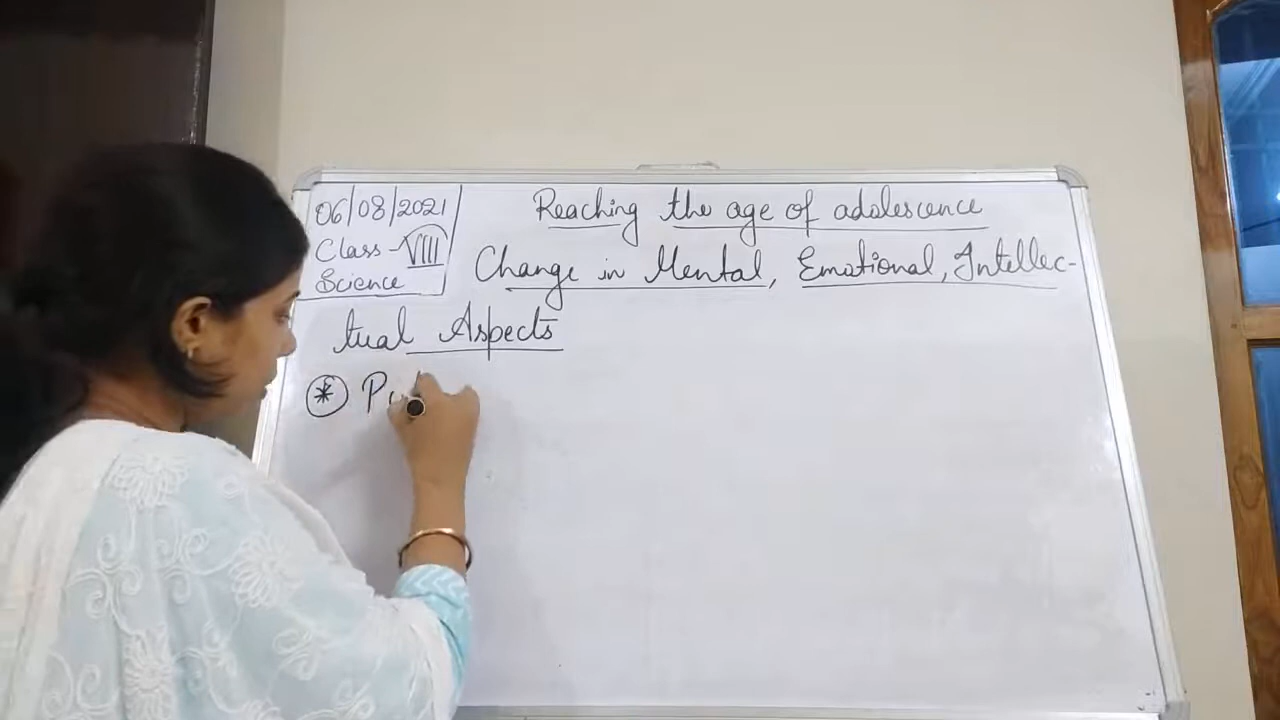 06/08/2021
Class - VIII
Science
Reaching the age of adolescence
Change in Mental, Emotional, Intellec-
tual Aspects